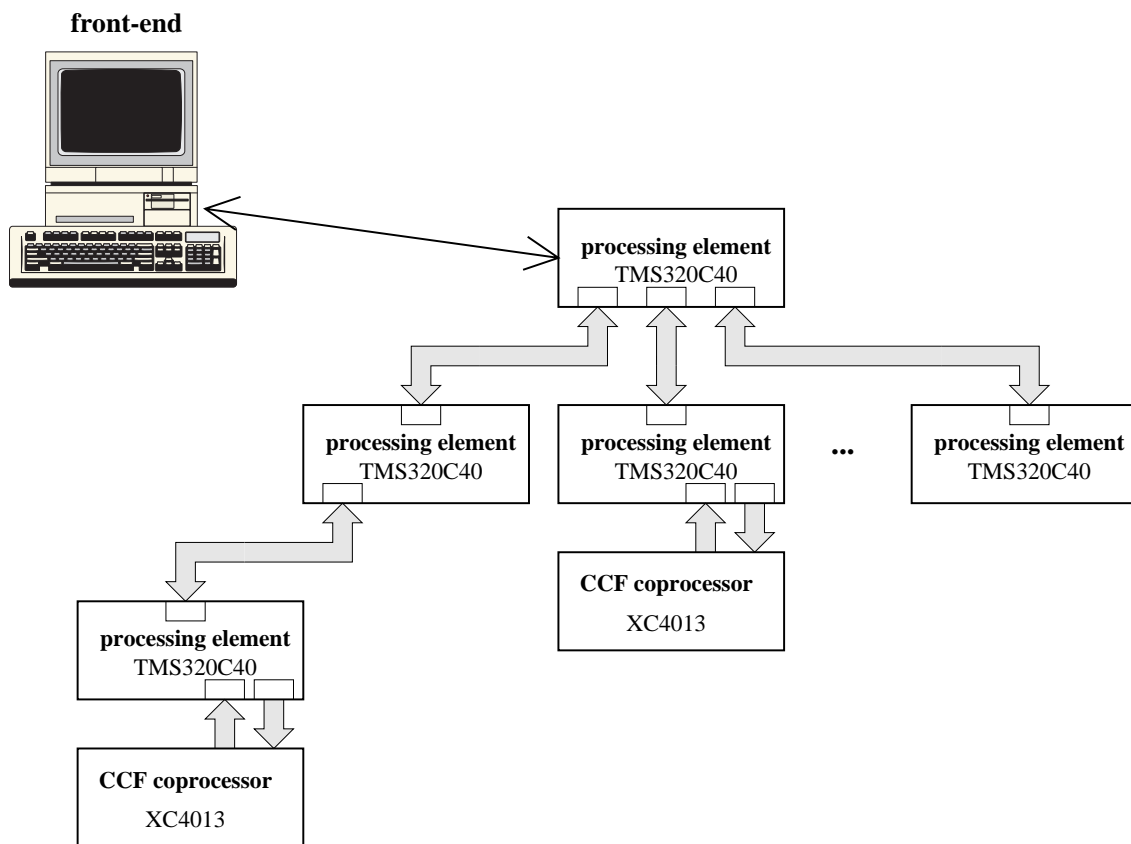 front-end
processing element
TMS320C40
processing element
TMS320C40
processing element
TMS320C40
...
processing element
TMS320C40
CCF coprocessor
XC4013
processing element
TMS320C40
CCF coprocessor
XC4013